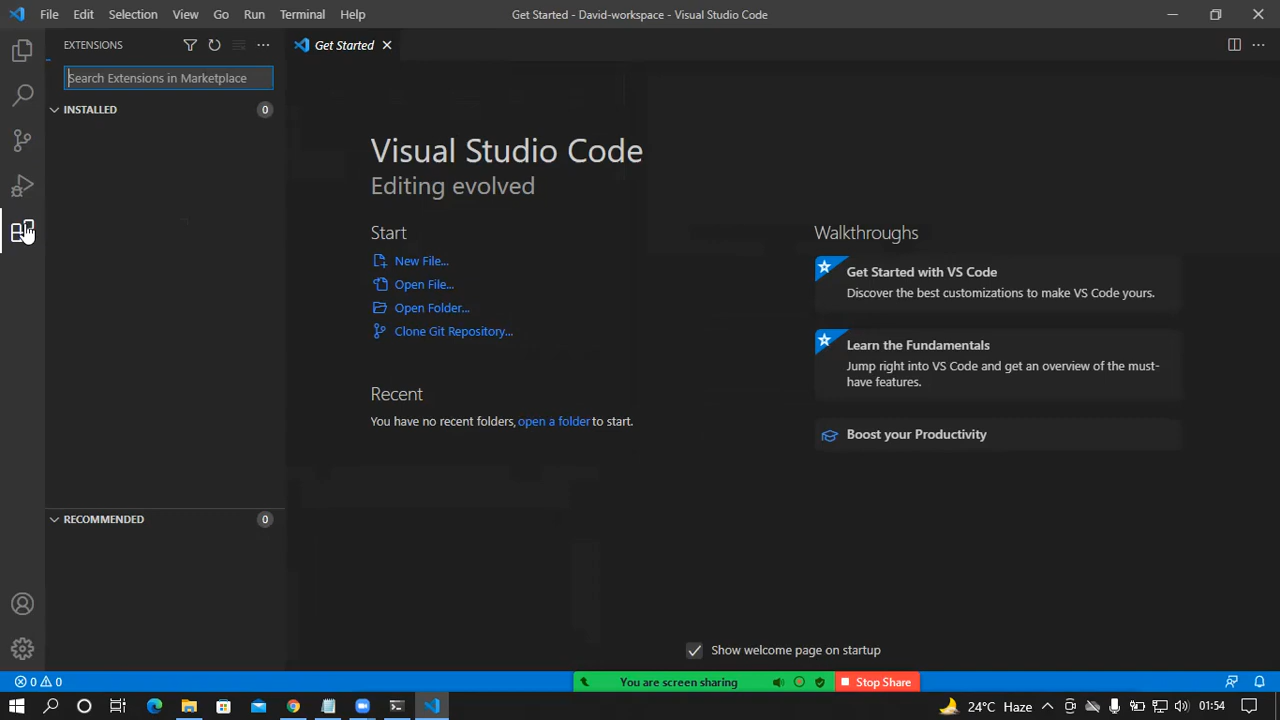 File Edit Selection View Go Run Terminal Help
Get Started - David-workspace - Visual Studio Code
EXTENSIONS
Get Started
Search Extensions in Marketplace
INSTALLED 0
Visual Studio Code
Editing evolved
Start
New File...
Open File...
Open Folder...
Clone Git Repository...
Recent
You have no recent folders, open a folder to start.
Walkthroughs
Get Started with VS Code
Discover the best customizations to make VS Code yours.
Learn the Fundamentals
Jump right into VS Code and get an overview of the must-
have features.
Boost your Productivity
RECOMMENDED 0
Show welcome page on startup
0 0
You are screen sharing
Stop Share
24°C Haze
01:54